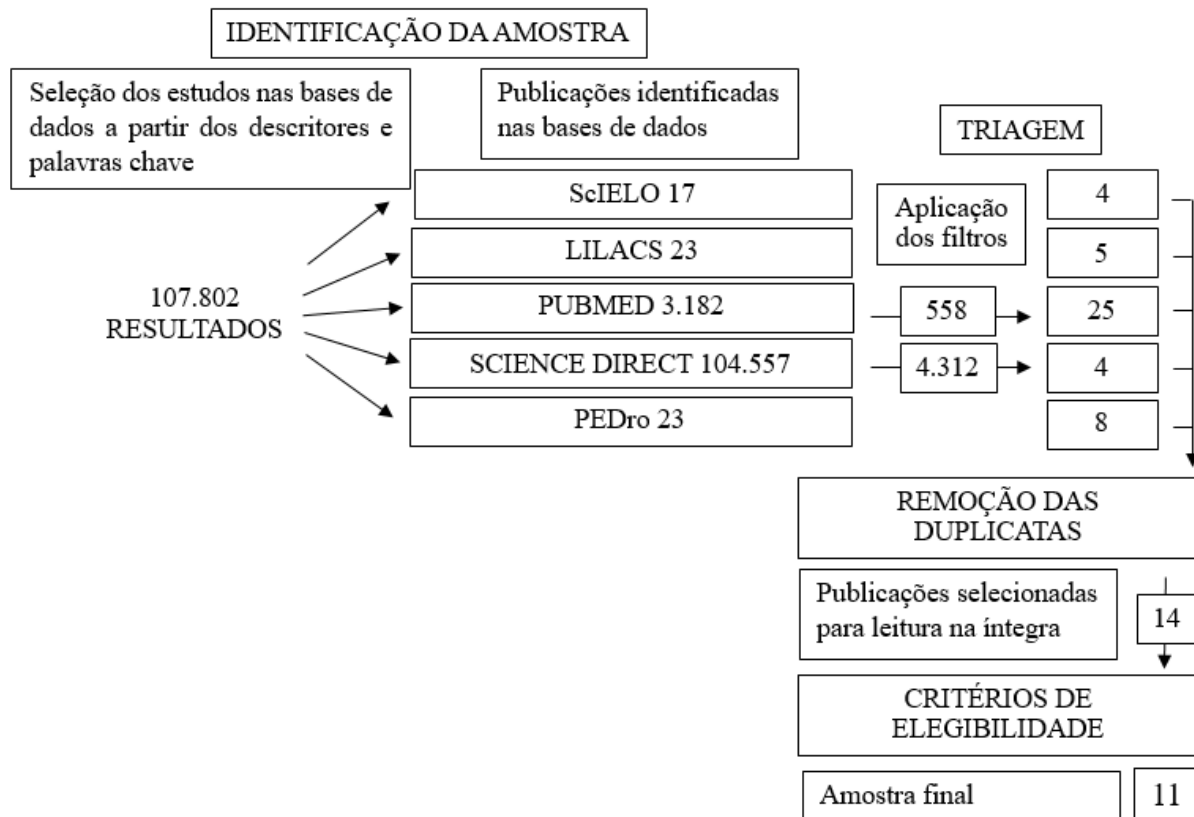 IDENTIFICAÇÃO DA AMOSTRA
Seleção dos estudos nas bases de
dados a partir dos descritores e
palavras chave
Publicações identificadas
nas bases de dados
TRIAGEM
107.802
RESULTADOS
ScIELO 17
LILACS 23
PUBMED 3.182
SCIENCE DIRECT 104.557
PEDro 23
Aplicação
dos filtros
558
4.312
4
5
25
4
8
REMOÇÃO DAS
DUPLICATAS
Publicações selecionadas
para leitura na íntegra
14
CRITÉRIOS DE
ELEGIBILIDADE
Amostra final
11